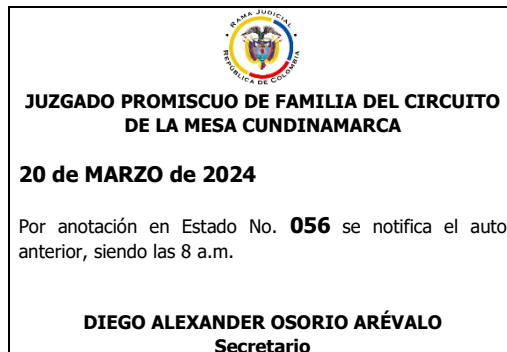 RAMA JUDICIAL
REPÚBLICA DE COLOMBIA
JUZGADO PROMISCUO DE FAMILIA DEL CIRCUITO
DE LA MESA CUNDINAMARCA
20 de MARZO de 2024
Por anotación en Estado No. 056 se notifica el auto
anterior, siendo las 8 a.m.
DIEGO ALEXANDER OSORIO ARÉVALO
Secretario